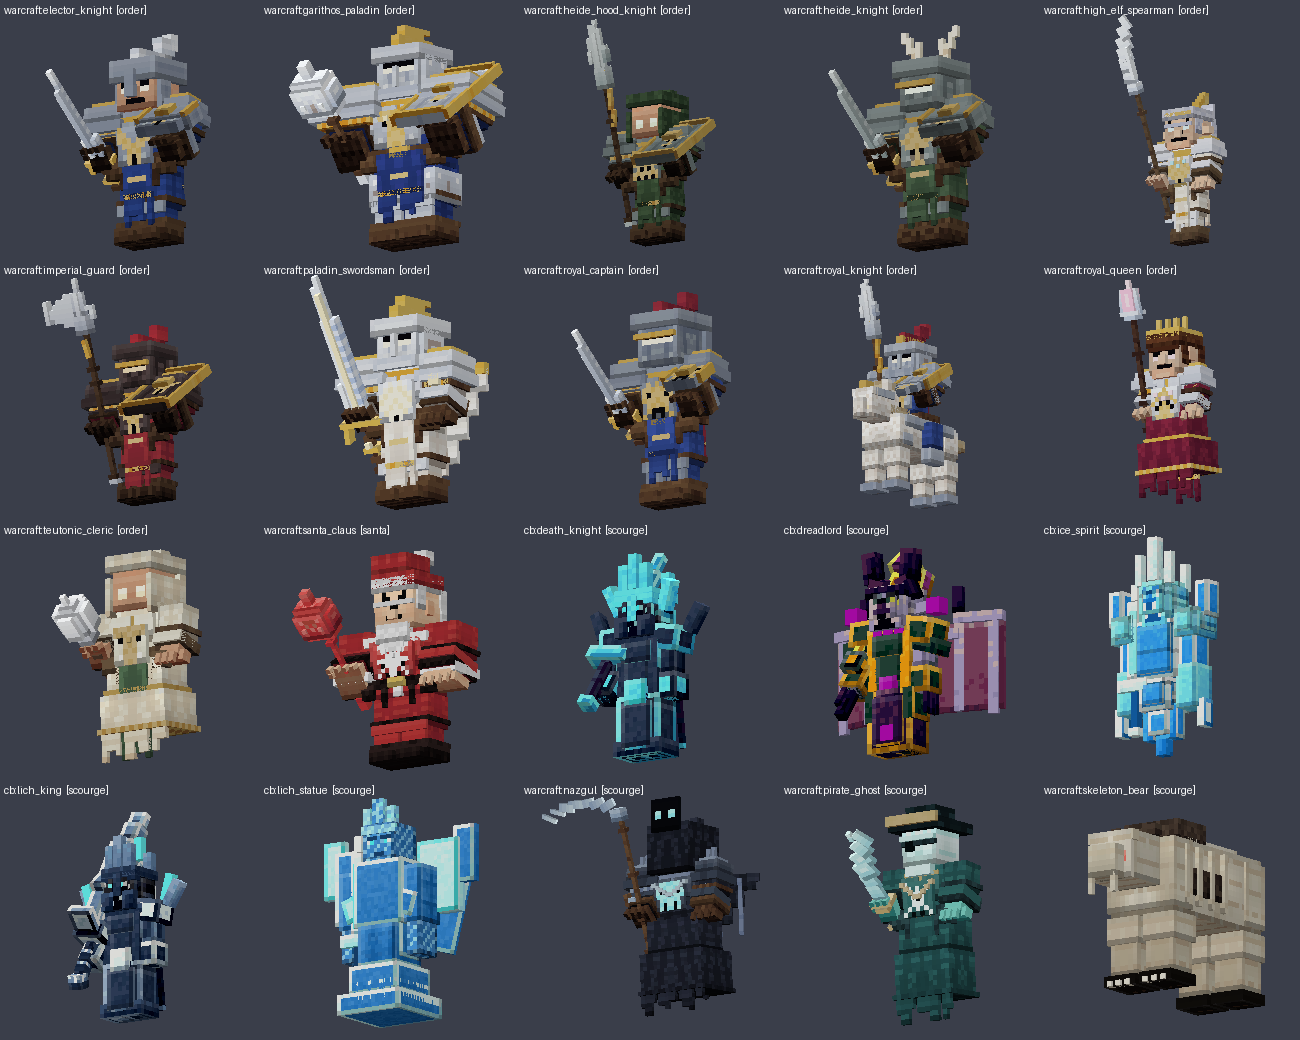 warcraft:elector_knight [order]
warcraft:garithos_paladin [order]
warcraft:heide_hood_knight [order]
warcraft:heide_knight [order]
warcraft:high_elf_spearman [order]
warcraft:imperial_guard [order]
warcraft:paladin_swordsman [order]
warcraft:royal_captain [order]
warcraft:royal_knight [order]
warcraft:royal_queen [order]
warcraft:teutonic_cleric [order]
warcraft:santa_claus [santa]
cb:death_knight [scourge]
cb:dreadlord [scourge]
cb:ice_spirit [scourge]
cb:lich_king [scourge]
cb:lich_statue [scourge]
warcraft:nazgul [scourge]
warcraft:pirate_ghost [scourge]
warcraft:skeleton_bear [scourge]